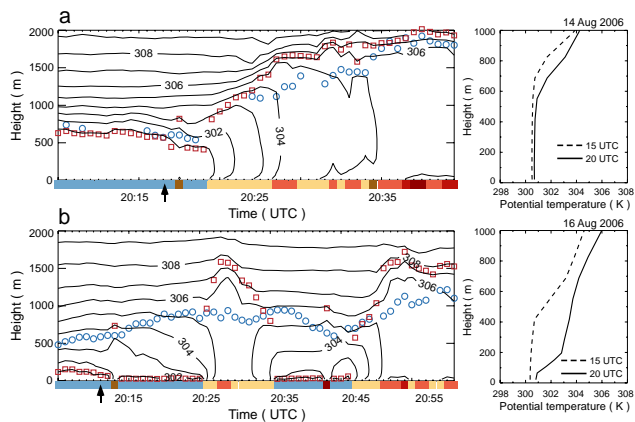 a
14 Aug 2006
2000
1500
1000
500
0
Height ( m )
308
306
306
302
304
20:15
20:25
20:35
Time ( UTC )
1000
800
600
400
200
0
Height ( m )
15 UTC
20 UTC
298 300 302 304 306 308
Potential temperature ( K )
b
16 Aug 2006
2000
1500
1000
500
0
Height ( m )
308
308
306
306
304
304
302
20:15
20:25
20:35
20:45
20:55
Time ( UTC )
1000
800
600
400
200
0
Height ( m )
15 UTC
20 UTC
298 300 302 304 306 308
Potential temperature ( K )